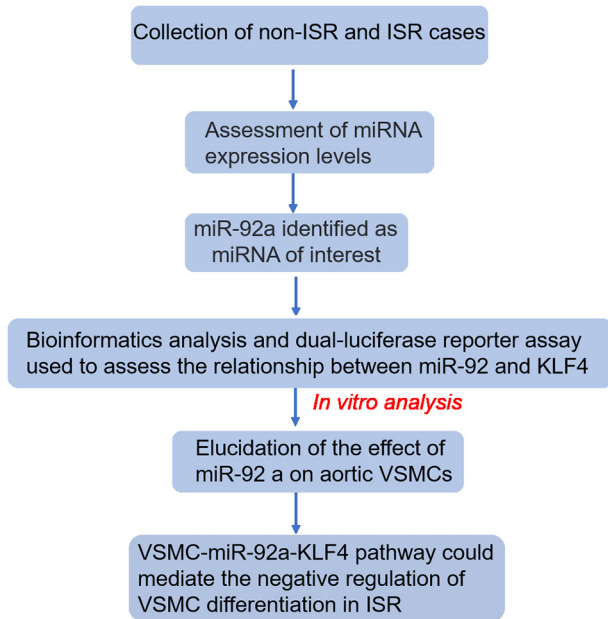 Collection of non-ISR and ISR cases
Assessment of miRNA
expression levels
miR-92a identified as
miRNA of interest
Bioinformatics analysis and dual-luciferase reporter assay
used to assess the relationship between miR-92 and KLF4
In vitro analysis
Elucidation of the effect of
miR-92 a on aortic VSMCs
VSMC-miR-92a-KLF4 pathway could
mediate the negative regulation of
VSMC differentiation in ISR